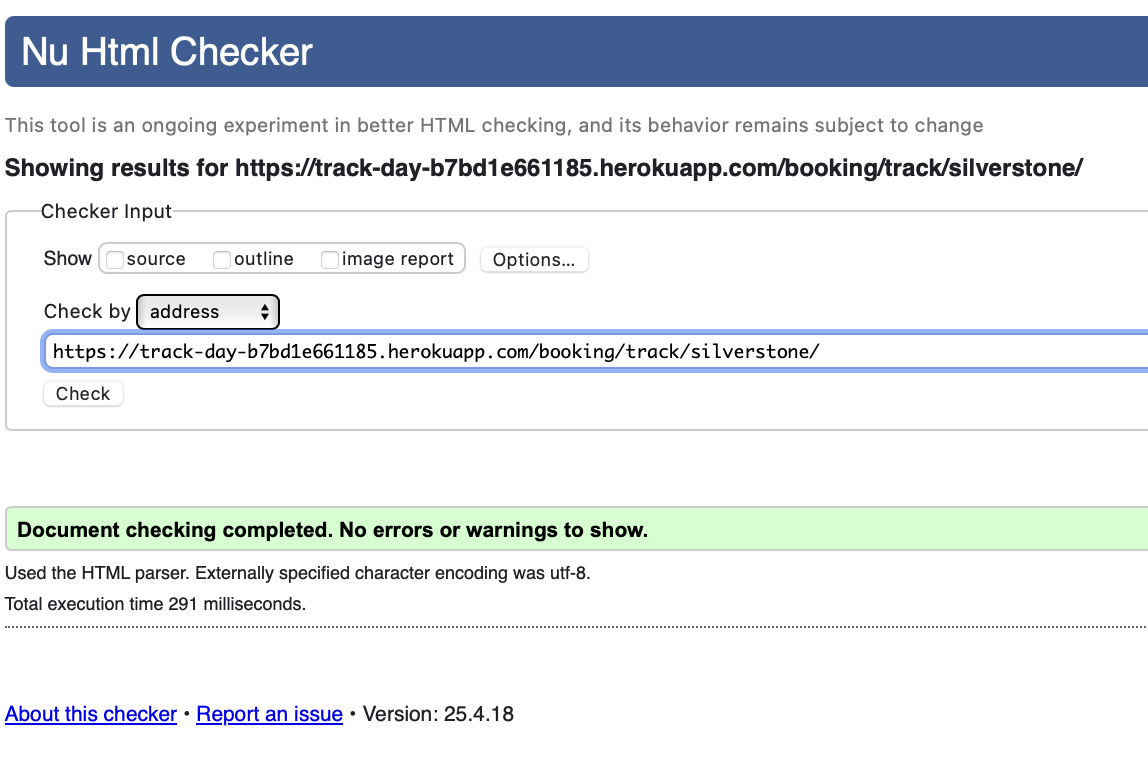 Nu Html Checker
This tool is an ongoing experiment in better HTML checking, and its behavior remains subject to change
Showing results for https://track-day-b7bd1e661185.herokuapp.com/booking/track/silverstone/
Checker Input
Show source outline image report Options...
Check by address
https://track-day-b7bd1e661185.herokuapp.com/booking/track/silverstone/
Check
Document checking completed. No errors or warnings to show.
Used the HTML parser. Externally specified character encoding was utf-8.
Total execution time 291 milliseconds.
About this checker • Report an issue • Version: 25.4.18